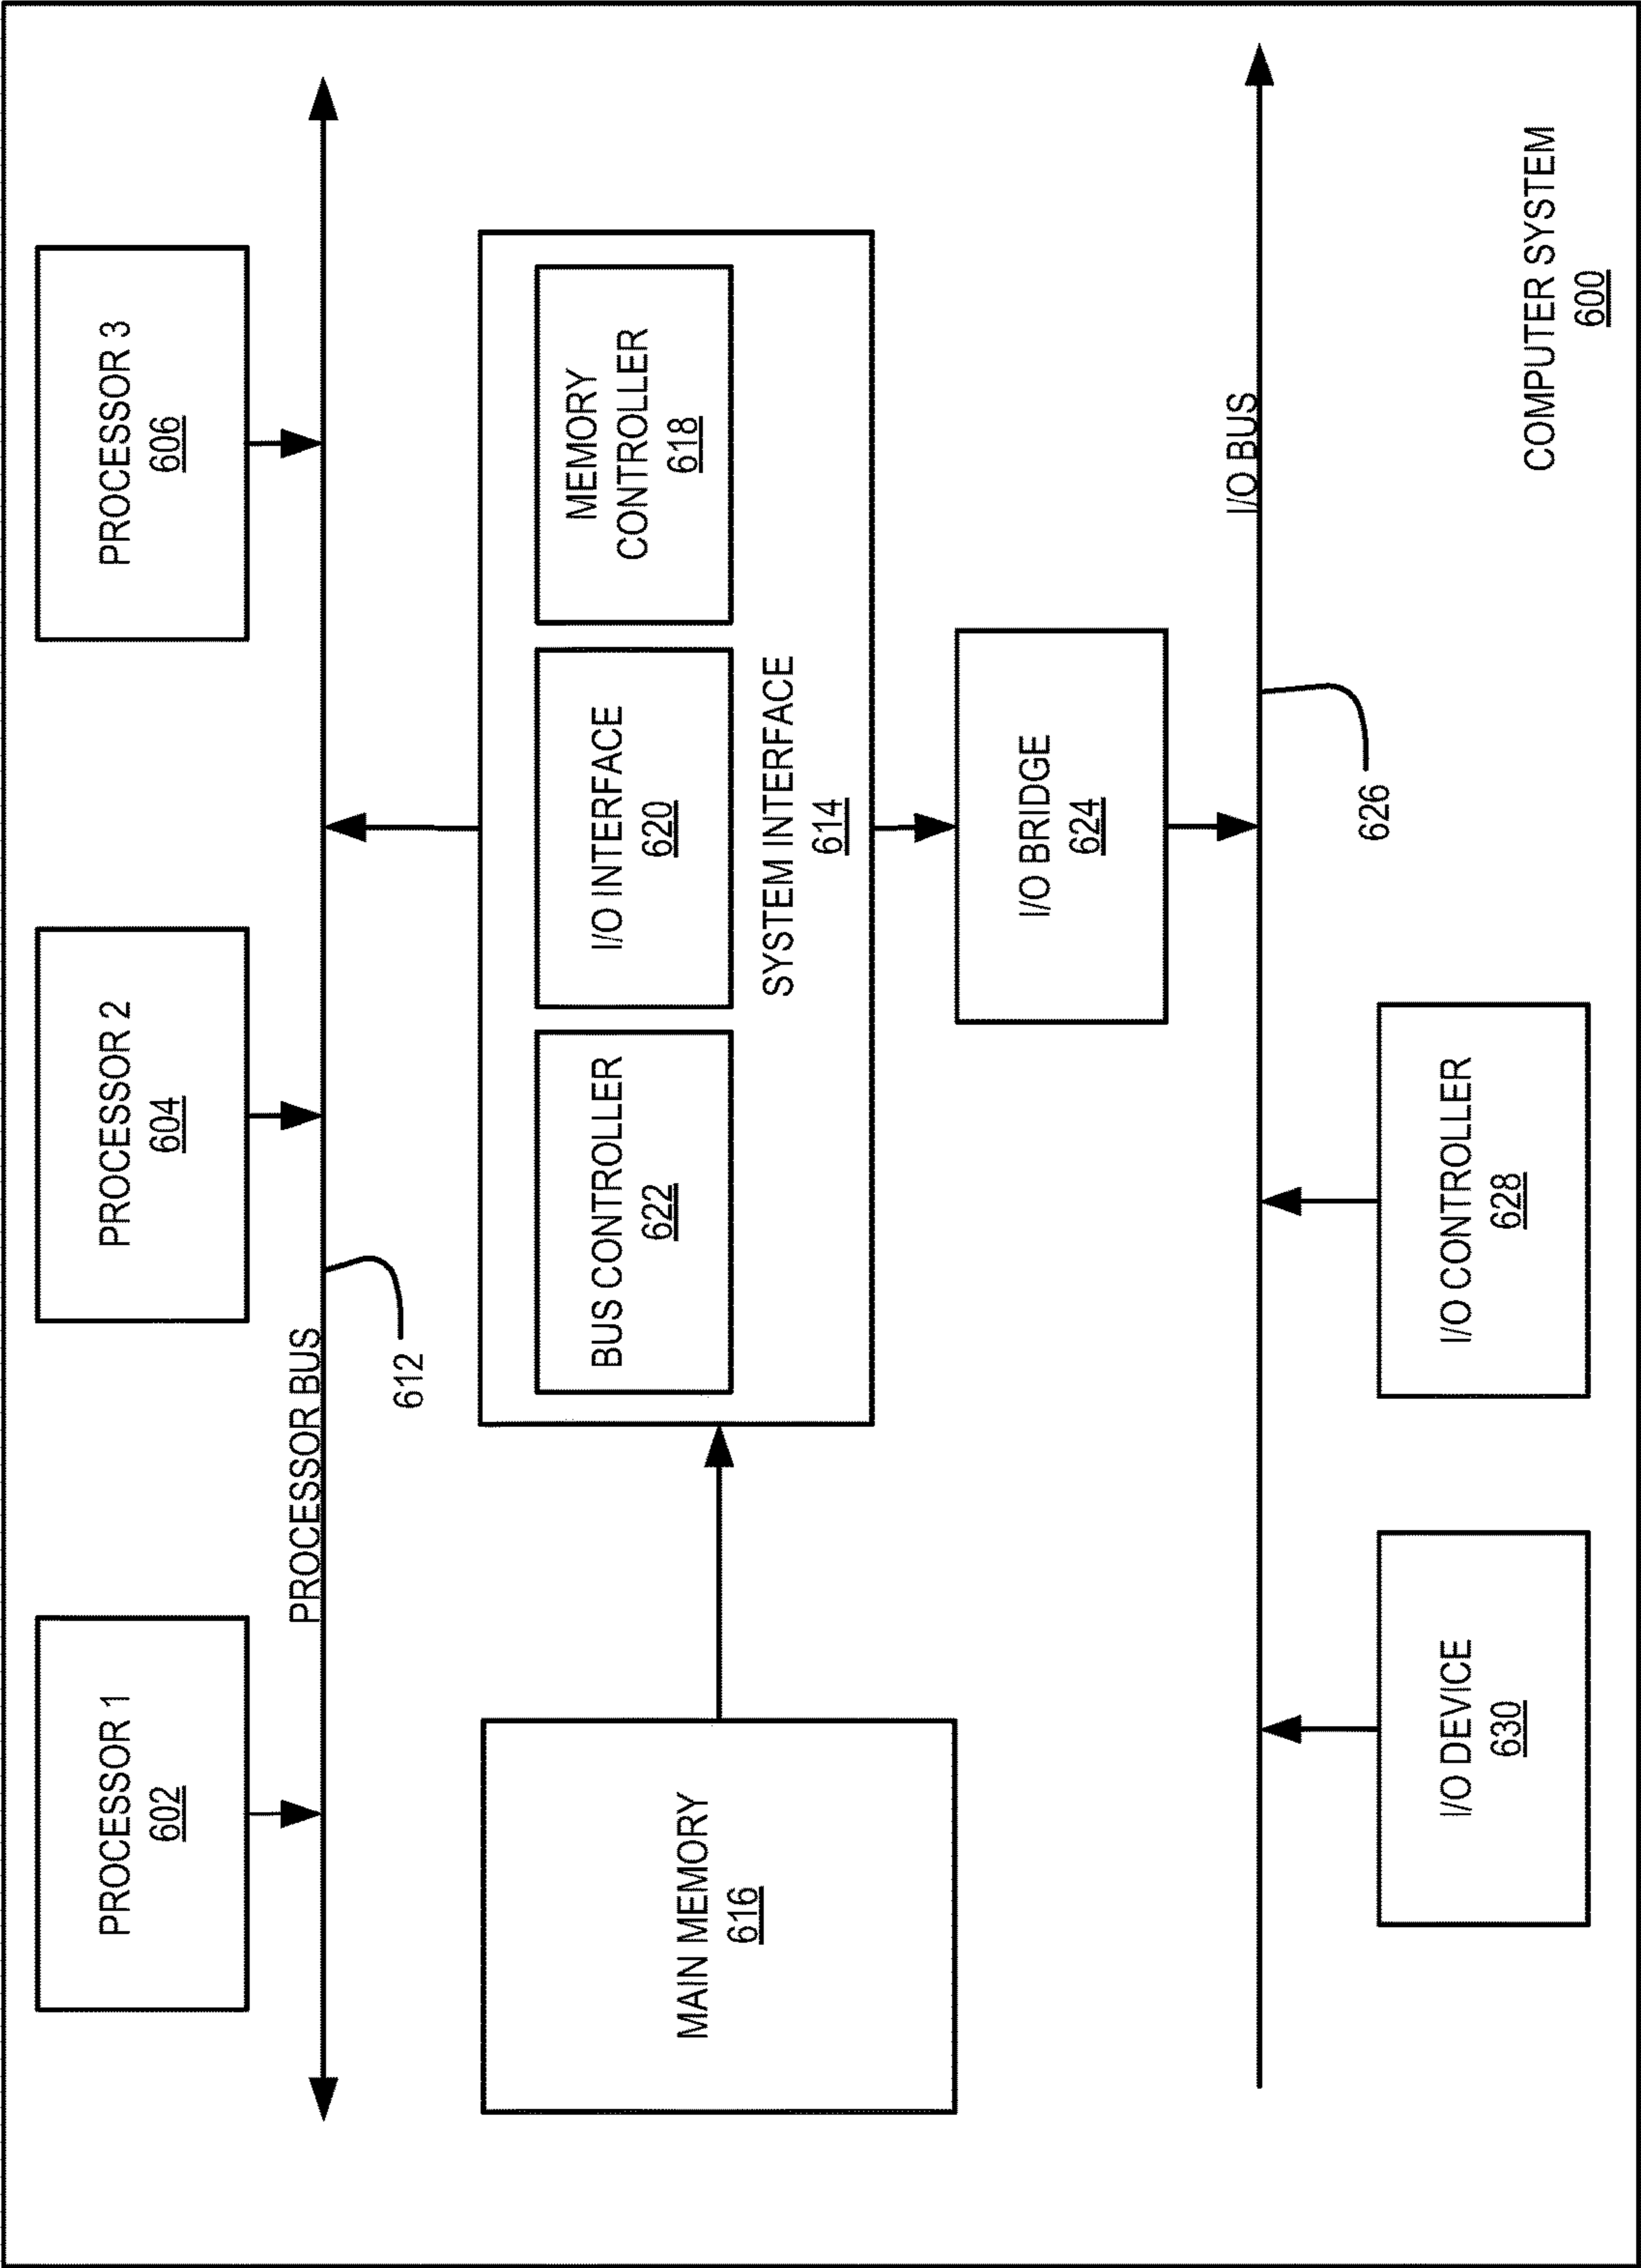 PROCESSOR 1
602
PROCESSOR 2
604
PROCESSOR 3
606
PROCESSOR BUS
612
MAIN MEMORY
616
BUS CONTROLLER
622
I/O INTERFACE
620
MEMORY
CONTROLLER
618
SYSTEM INTERFACE
614
I/O BRIDGE
624
I/O BUS
626
I/O DEVICE
630
I/O CONTROLLER
628
COMPUTER SYSTEM
600